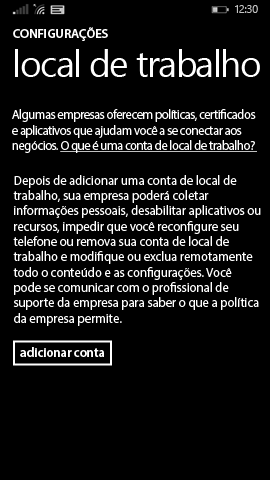 12:30
CONFIGURAÇÕES
local de trabalho
Algumas empresas oferecem políticas, certificados
e aplicativos que ajudam você a se conectar aos
negócios. O que é uma conta de local de trabalho?
Depois de adicionar uma conta de local de
trabalho, sua empresa poderá coletar
informações pessoais, desabilitar aplicativos ou
recursos, impedir que você reconfigure seu
telefone ou remova sua conta de local de
trabalho e modifique ou exclua remotamente
todo o conteúdo e as configurações. Você
pode se comunicar com o profissional de
suporte da empresa para saber o que a política
da empresa permite.
adicionar conta